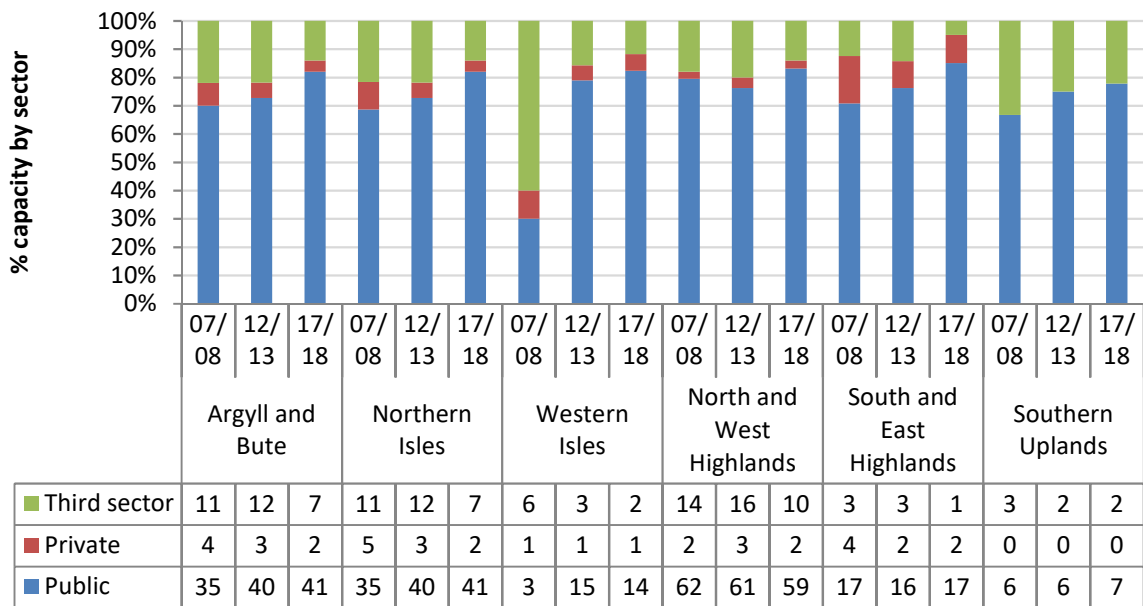 % capacity by sector
100%
90%
80%
70%
60%
50%
40%
30%
20%
10%
0%
07/ 12/ 17/ 07/ 12/ 17/ 07/ 12/ 17/ 07/ 12/ 17/ 07/ 12/ 17/ 07/ 12/ 17/
08 13 18 08 13 18 08 13 18 08 13 18 08 13 18 08 13 18
Argyll and
Bute
Northern
Isles
Western
Isles
North and
West
Highlands
South and
East
Highlands
Southern
Uplands
Third sector 11 12 7 11 12 7 6 3 2 14 16 10 3 3 1 3 2 2
Private 4 3 2 5 3 2 1 1 1 2 3 2 4 2 2 0 0 0
Public 35 40 41 35 40 41 3 15 14 62 61 59 17 16 17 6 6 7